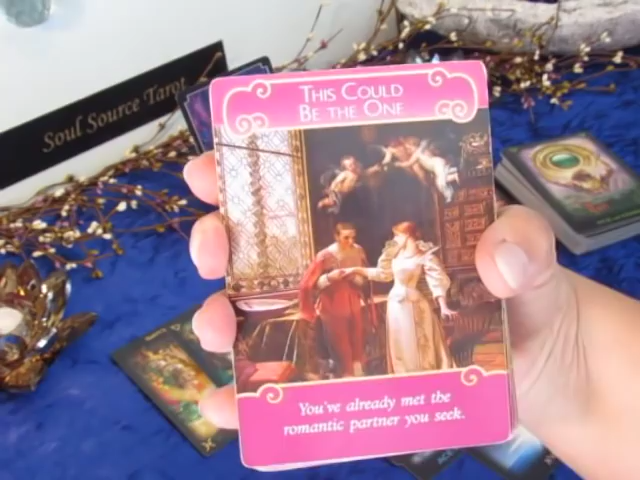 Soul Source Tarot
THIS COULD
BE THE ONE
You've already met the
romantic partner you seek.